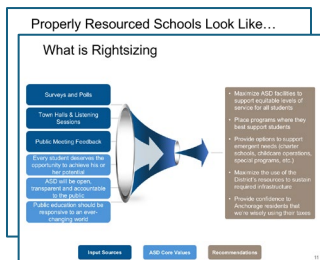 Properly Resourced Schools Look Like…
What is Rightsizing
Surveys and Polls
Town Halls & Listening
Sessions
Public Meeting Feedback
Every student deserves the
opportunity to achieve his or
her potential
ASD will be open,
transparent and accountable
to the public
Public education should be
responsive to an ever-
changing world
• Maximize ASD facilities to
support equitable levels of
service for all students
• Place programs where they
best support students
• Provide options to support
emergent needs (charter
schools, childcare operations,
special programs, etc.)
• Maximize the use of the
District's resources to sustain
required infrastructure
• Provide confidence to
Anchorage residents that
we're wisely using their taxes
Input Sources
ASD Core Values
Recommendations
11